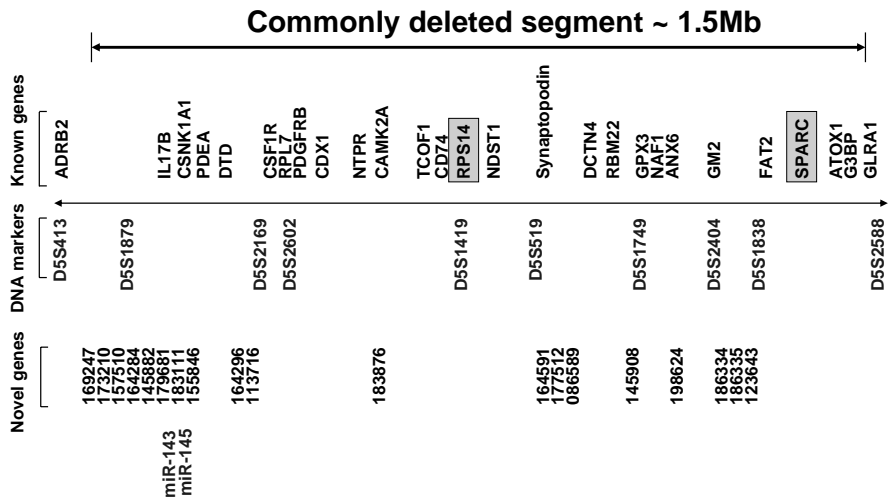 Commonly deleted segment ~ 1.5Mb
Known genes
ADRB2
IL17B
CSNK1A1
PDEA
DTD
CSF1R
RPL7
PDGFRB
CDX1
NTPR
CAMK2A
TCOF1
CD74
RPS14
NDST1
Synaptopodin
DCTN4
RBM22
GPX3
NAF1
ANX6
GM2
FAT2
SPARC
ATOX1
G3BP
GLRA1
DNA markers
D5S413
D5S1879
D5S2169
D5S2602
D5S1419
D5S519
D5S1749
D5S2404
D5S1838
D5S2588
Novel genes
169247
173210
157510
164284
145882
179681
183111
155846
164296
113716
183876
164591
177512
086589
145908
198624
186334
186335
123643
miR-143
miR-145